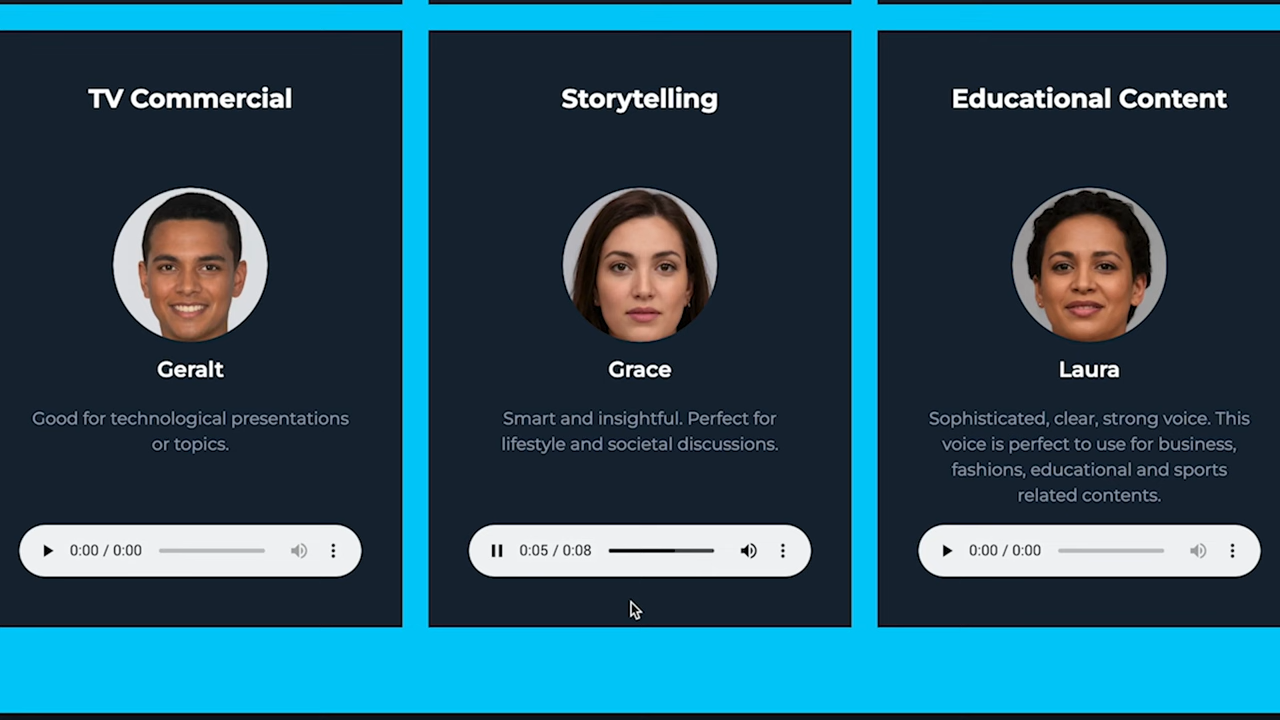 TV Commercial
Geralt
Good for technological presentations
or topics.
0:00 / 0:00
Storytelling
Grace
Smart and insightful. Perfect for
lifestyle and societal discussions.
0:05 / 0:08
Educational Content
Laura
Sophisticated, clear, strong voice. This
voice is perfect to use for business,
fashions, educational and sports
related contents.
0:00 / 0:00